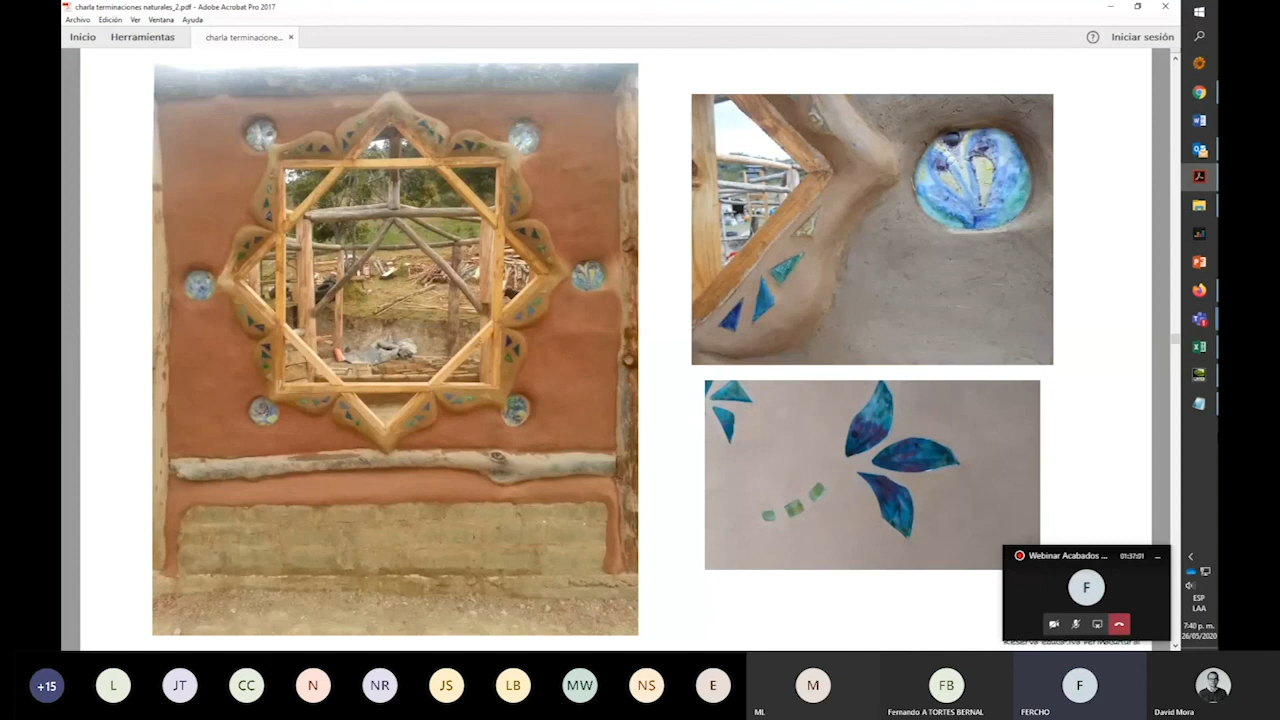 charla terminaciones naturales_2.pdf - Adobe Acrobat Pro 2017
Archivo Edición Ver Ventana Ayuda
Inicio Herramientas charla terminacione... × Iniciar sesión
Webinar Acabados ... 01:37:01
F
ESP
LAA
7:40 p. m.
26/05/2020
+15 L JT CC N NR JS LB MW NS E M FB F
ML Fernando A TORTES BERNAL FERCHO David Mora